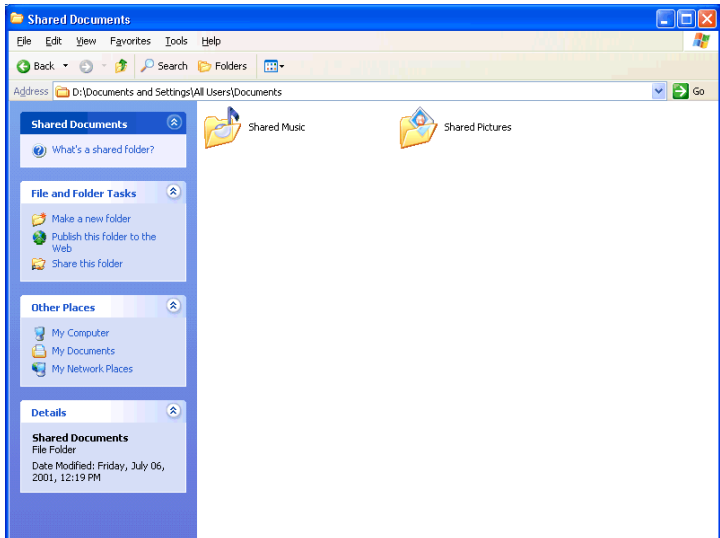 Shared Documents
File Edit View Favorites Tools Help
Back Search Folders
Address D:\Documents and Settings\All Users\Documents Go
Shared Documents
What's a shared folder?
File and Folder Tasks
Make a new folder
Publish this folder to the
Web
Share this folder
Other Places
My Computer
My Documents
My Network Places
Details
Shared Documents
File Folder
Date Modified: Friday, July 06,
2001, 12:19 PM
Shared Music
Shared Pictures